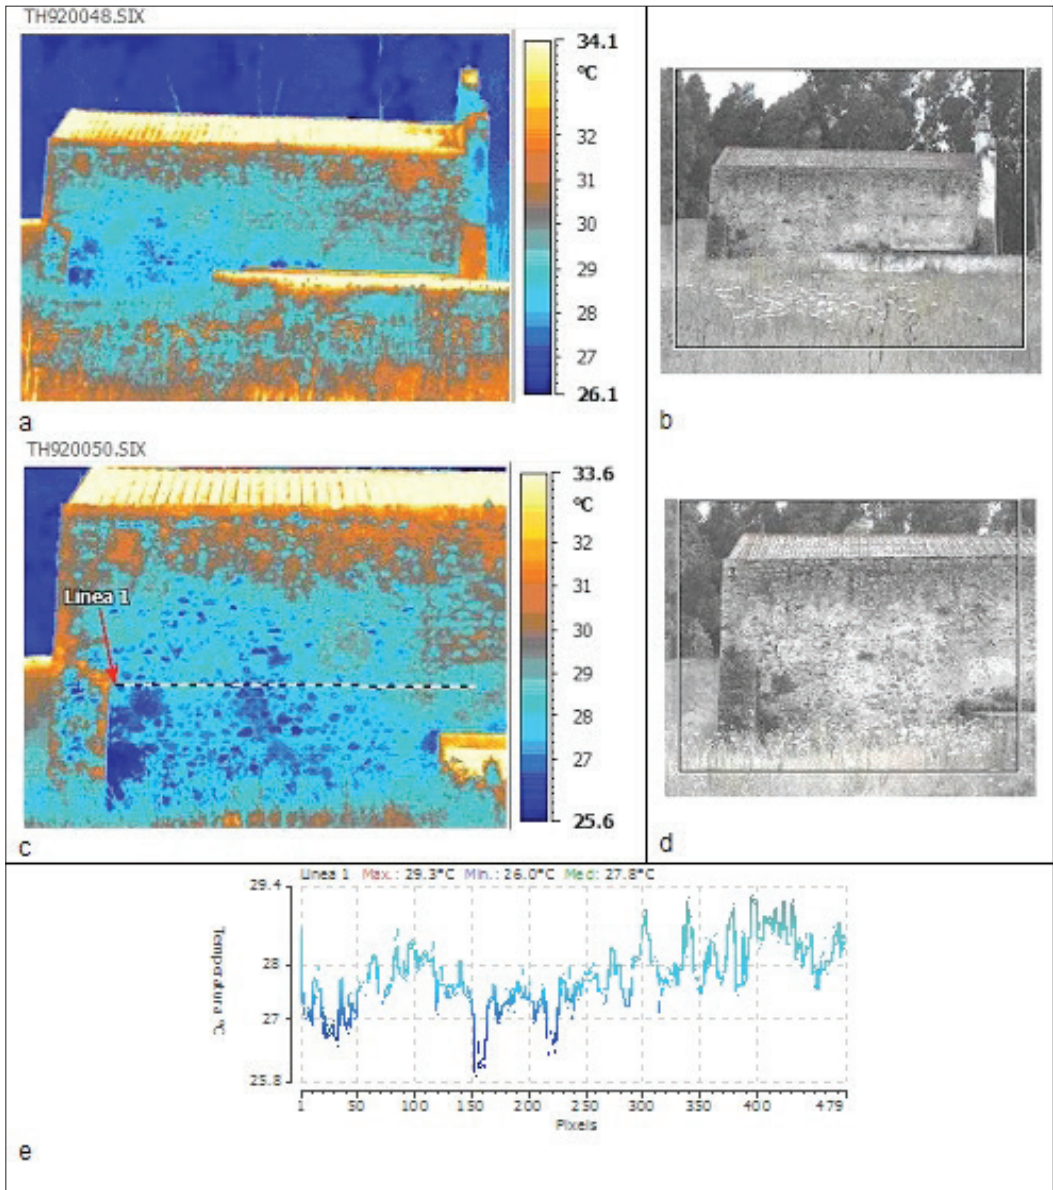 TH920048.SIX
34.1
°C
32
31
30
29
28
27
26.1
a
b
TH920050.SIX
33.6
°C
33
32
31
30
29
28
27
25.6
Linea 1
c
d
Linea 1 Max.: 29.3°C Min.: 26.0°C Med: 27.8°C
29.4
28
27
25.8
Temperatura °C
1 50 100 150 200 250 300 350 400 479
Pixels
e